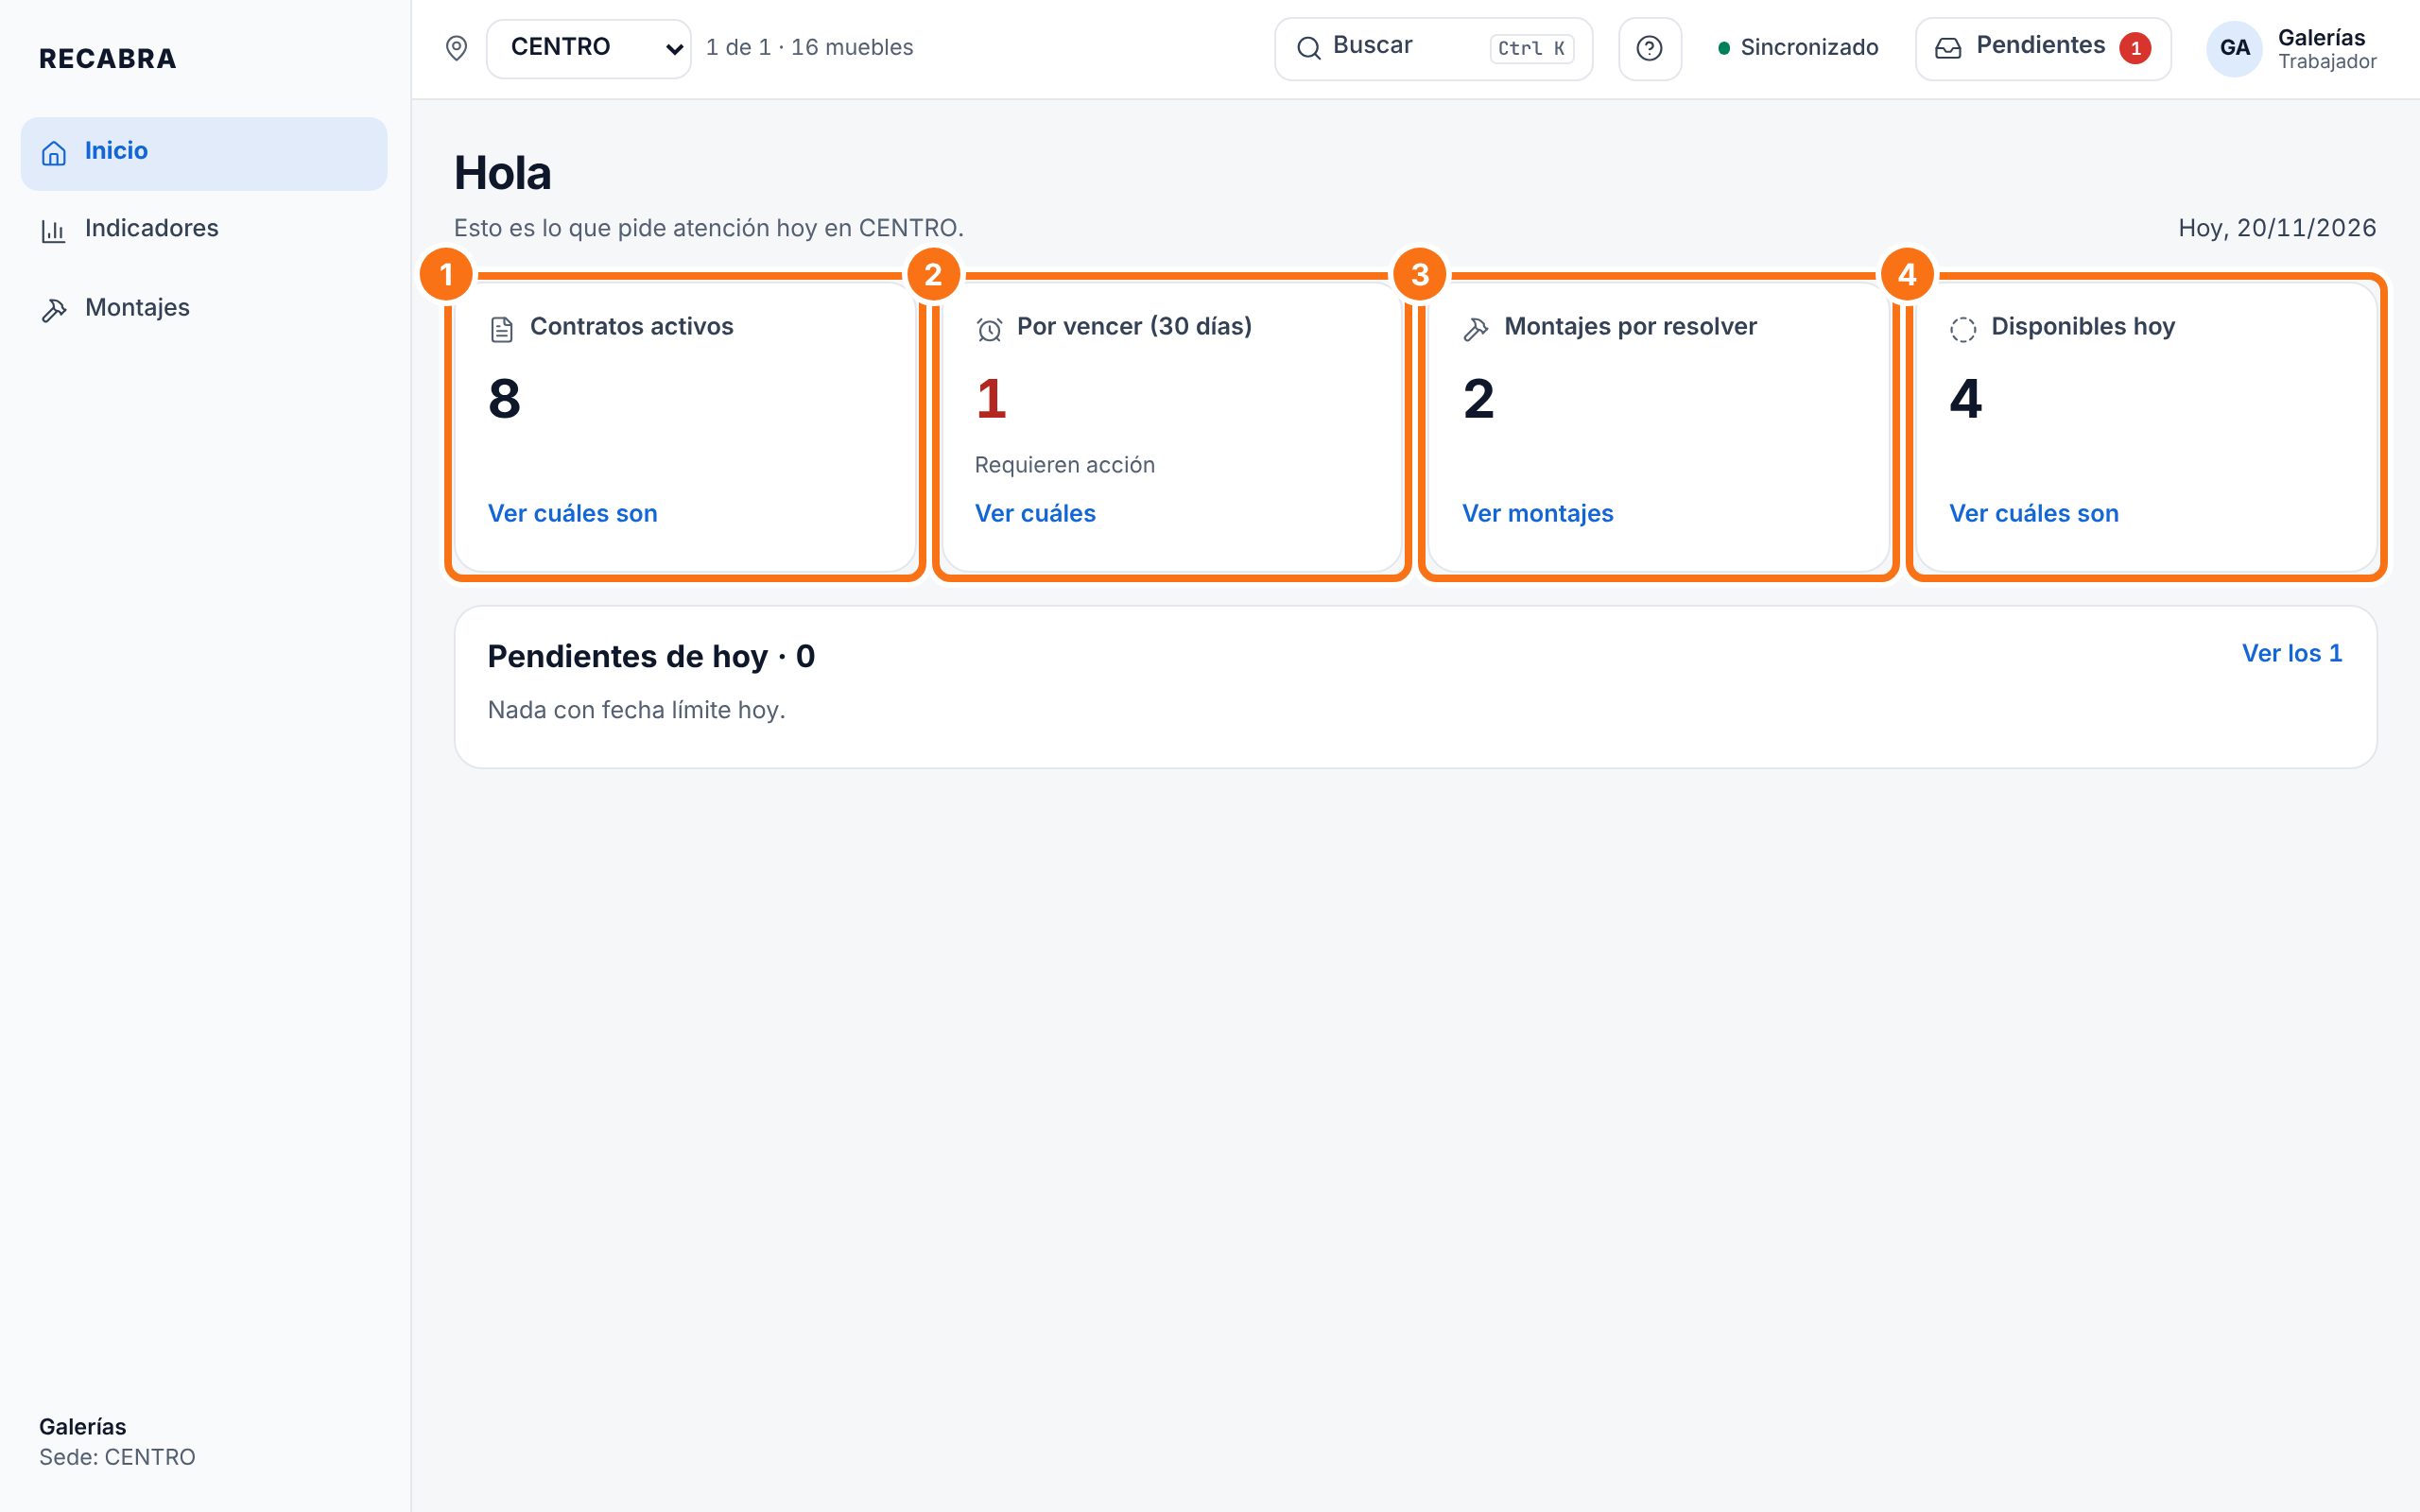 RECABRA
CENTRO
1 de 1 · 16 muebles
Buscar
Ctrl K
Sincronizado
Pendientes
1
GA
Galerías
Trabajador
Inicio
Indicadores
Montajes
Hola
Esto es lo que pide atención hoy en CENTRO.
Hoy, 20/11/2026
1
Contratos activos
8
Ver cuáles son
2
Por vencer (30 días)
1
Requieren acción
Ver cuáles
3
Montajes por resolver
2
Ver montajes
4
Disponibles hoy
4
Ver cuáles son
Pendientes de hoy · 0
Ver los 1
Nada con fecha límite hoy.
Galerías
Sede: CENTRO